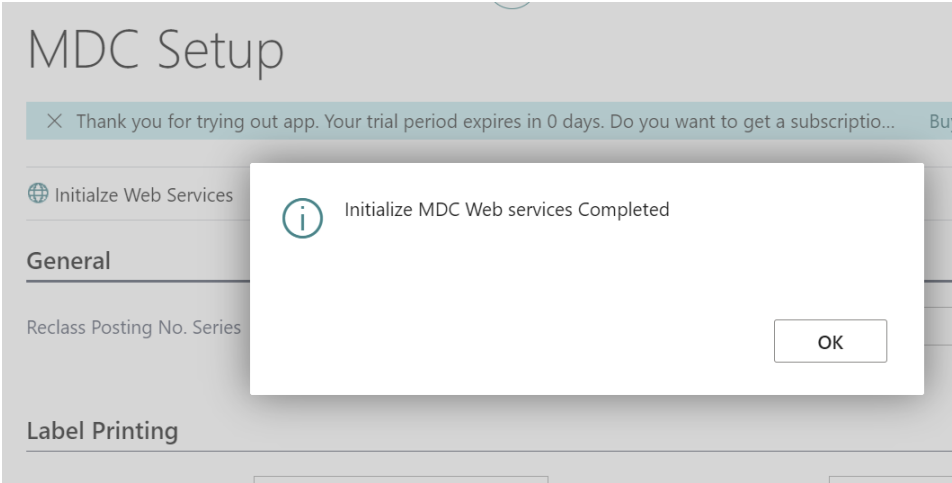 MDC Setup
Thank you for trying out app. Your trial period expires in 0 days. Do you want to get a subscriptio...
Initialze Web Services
Initialize MDC Web services Completed
General
Reclass Posting No. Series
OK
Label Printing